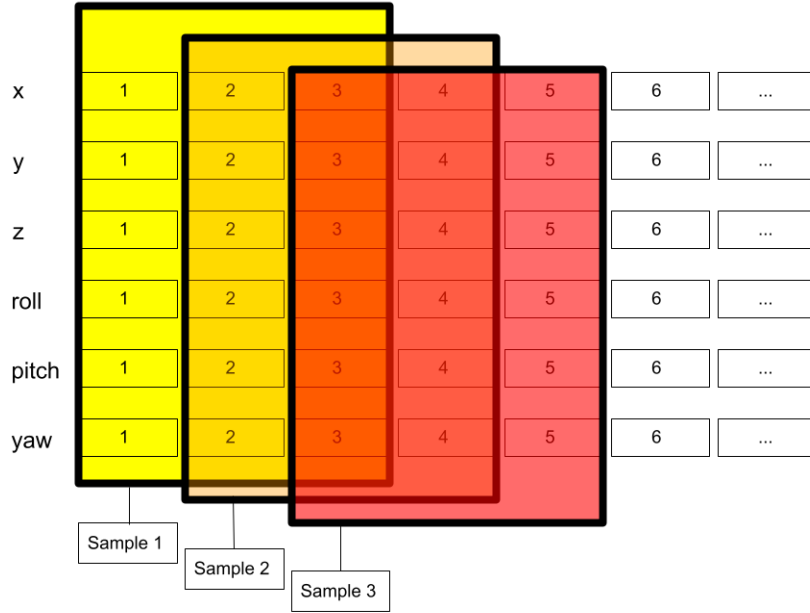 x 1 2 3 4 5 6 ...
y 1 2 3 4 5 6 ...
z 1 2 3 4 5 6 ...
roll 1 2 3 4 5 6 ...
pitch 1 2 3 4 5 6 ...
yaw 1 2 3 4 5 6 ...
Sample 1
Sample 2
Sample 3